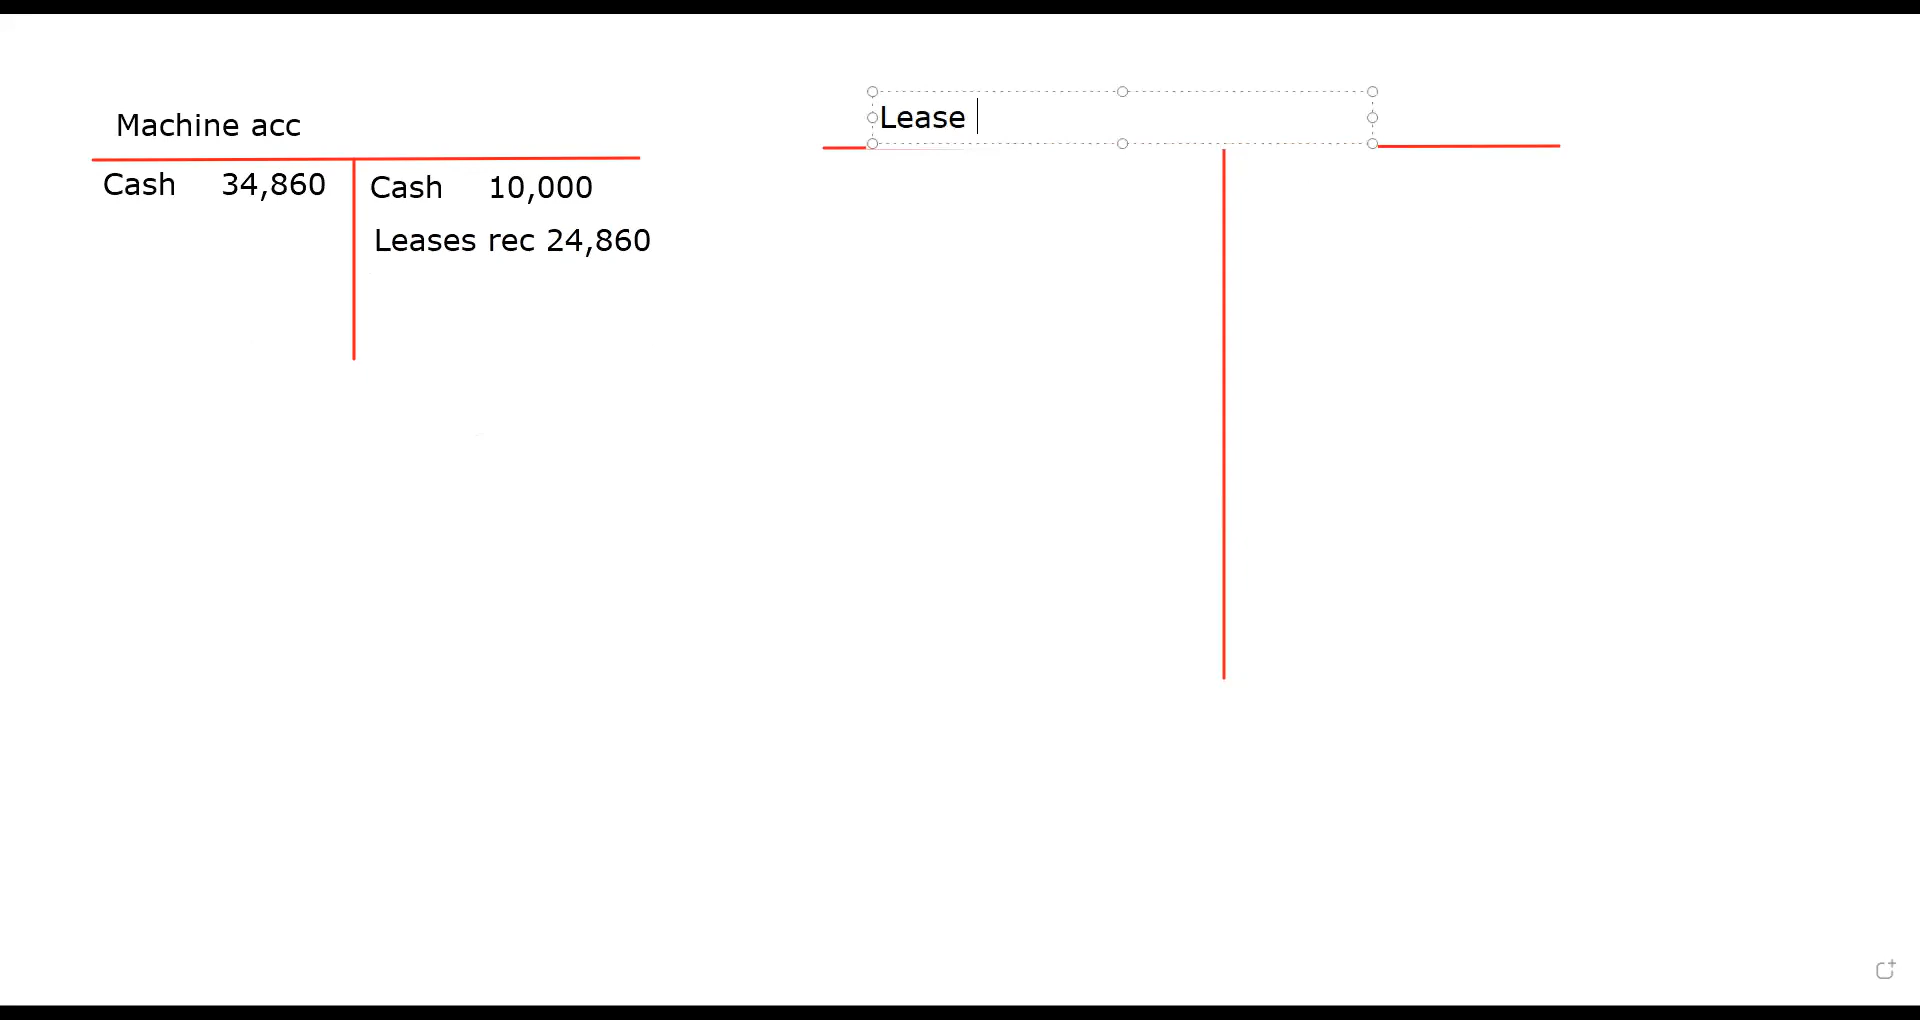 Machine acc
Cash 34,860
Cash 10,000
Leases rec 24,860
Lease